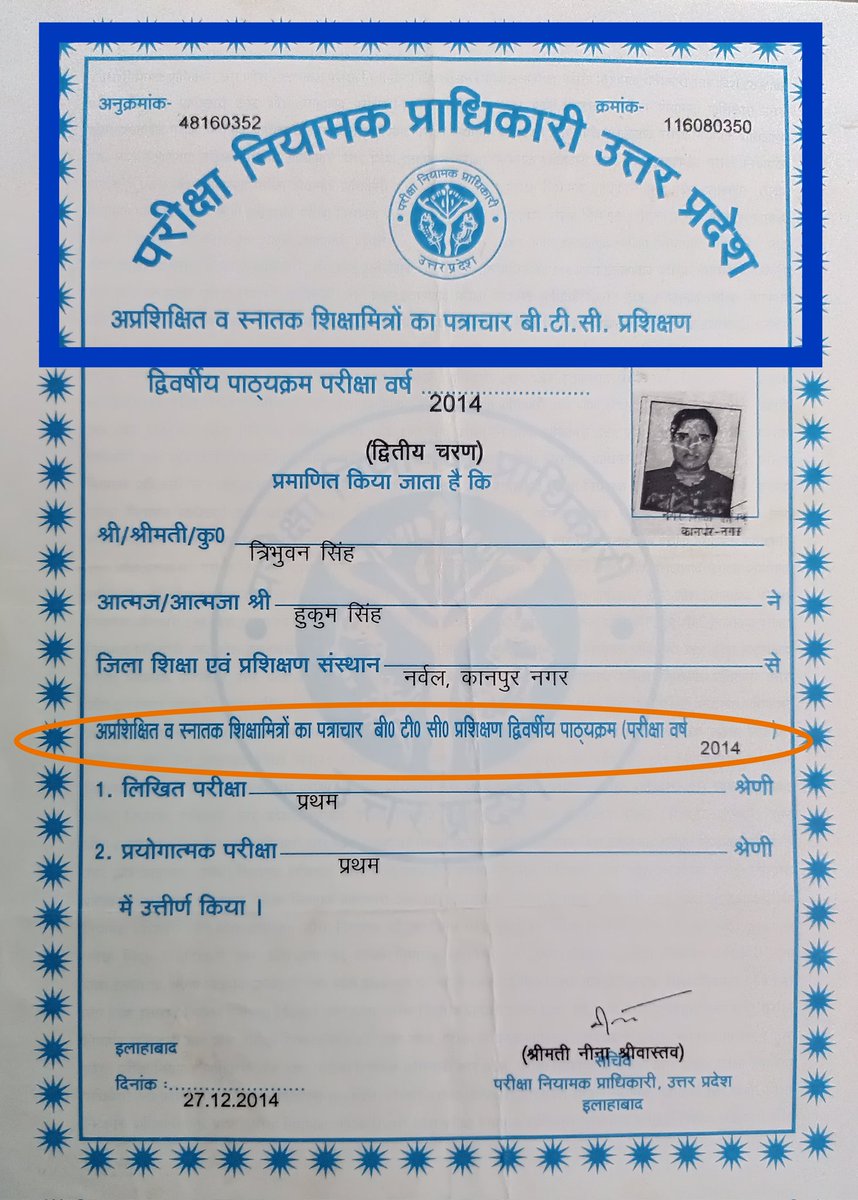 अनुक्रमांक-
48160352
क्रमांक-
116080350
परीक्षा नियामक प्राधिकारी उत्तर प्रदेश
परीक्षा नियामक प्राधिकारी
उत्तर प्रदेश
अप्रशिक्षित व स्नातक शिक्षामित्रों का पत्राचार बी.टी.सी. प्रशिक्षण
द्विवर्षीय पाठ्यक्रम परीक्षा वर्ष
2014
(द्वितीय चरण)
प्रमाणित किया जाता है कि
कानपुर-नगर
श्री/श्रीमती/कु0
त्रिभुवन सिंह
आत्मज/आत्मजा श्री ने
हुकुम सिंह
जिला शिक्षा एवं प्रशिक्षण संस्थान से
नर्वल, कानपुर नगर
अप्रशिक्षित व स्नातक शिक्षामित्रों का पत्राचार बी0 टी0 सी0 प्रशिक्षण द्विवर्षीय पाठ्यक्रम (परीक्षा वर्ष )
2014
1. लिखित परीक्षा श्रेणी
प्रथम
2. प्रयोगात्मक परीक्षा श्रेणी
प्रथम
में उत्तीर्ण किया ।
इलाहाबाद
दिनांक :
27.12.2014
(श्रीमती नीना श्रीवास्तव)
सचिव
परीक्षा नियामक प्राधिकारी, उत्तर प्रदेश
इलाहाबाद